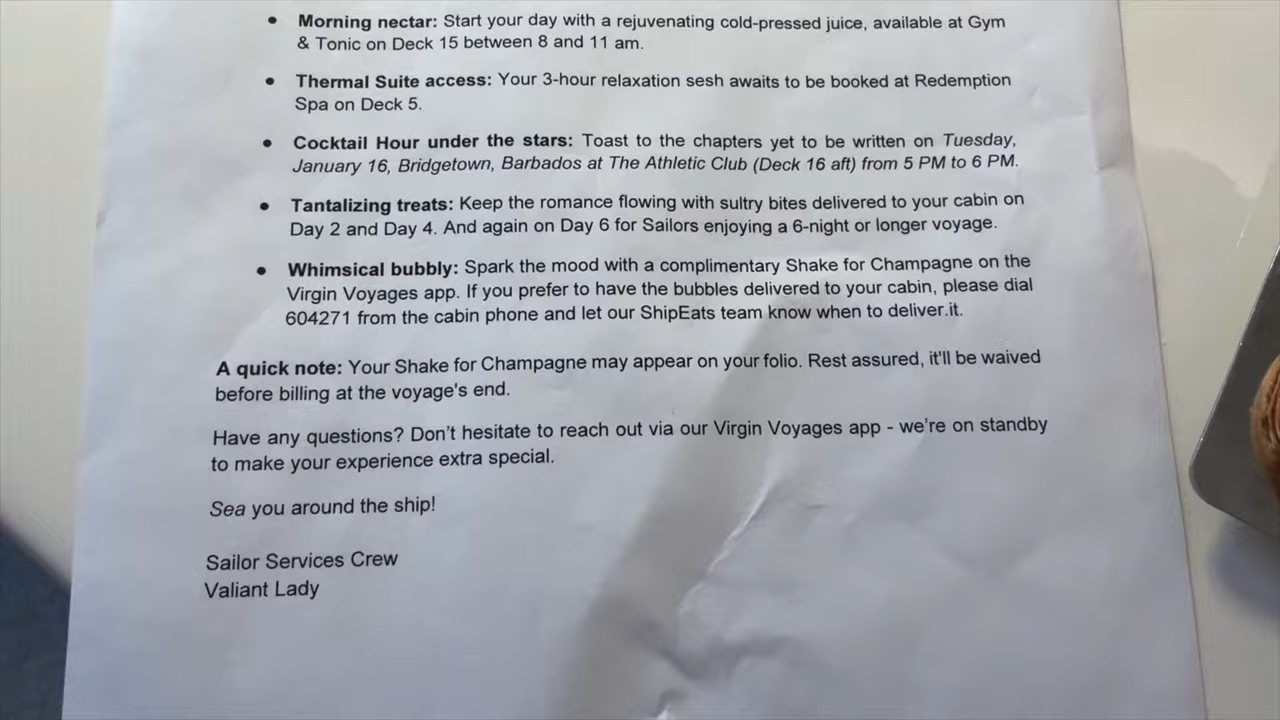 • Morning nectar: Start your day with a rejuvenating cold-pressed juice, available at Gym
& Tonic on Deck 15 between 8 and 11 am.
• Thermal Suite access: Your 3-hour relaxation sesh awaits to be booked at Redemption
Spa on Deck 5.
• Cocktail Hour under the stars: Toast to the chapters yet to be written on Tuesday,
January 16, Bridgetown, Barbados at The Athletic Club (Deck 16 aft) from 5 PM to 6 PM.
• Tantalizing treats: Keep the romance flowing with sultry bites delivered to your cabin on
Day 2 and Day 4. And again on Day 6 for Sailors enjoying a 6-night or longer voyage.
• Whimsical bubbly: Spark the mood with a complimentary Shake for Champagne on the
Virgin Voyages app. If you prefer to have the bubbles delivered to your cabin, please dial
604271 from the cabin phone and let our ShipEats team know when to deliver.it.
A quick note: Your Shake for Champagne may appear on your folio. Rest assured, it'll be waived
before billing at the voyage's end.
Have any questions? Don’t hesitate to reach out via our Virgin Voyages app - we’re on standby
to make your experience extra special.
Sea you around the ship!
Sailor Services Crew
Valiant Lady